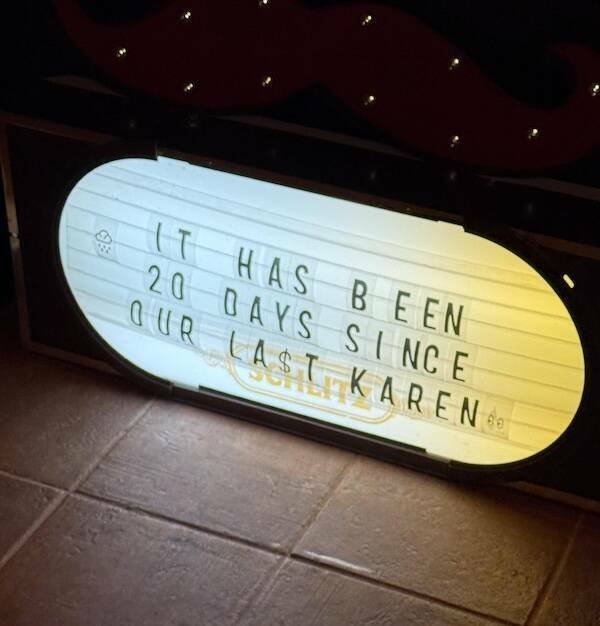 IT HAS BEEN
20 DAYS SINCE
OUR LA$T KAREN
SCHLITZ